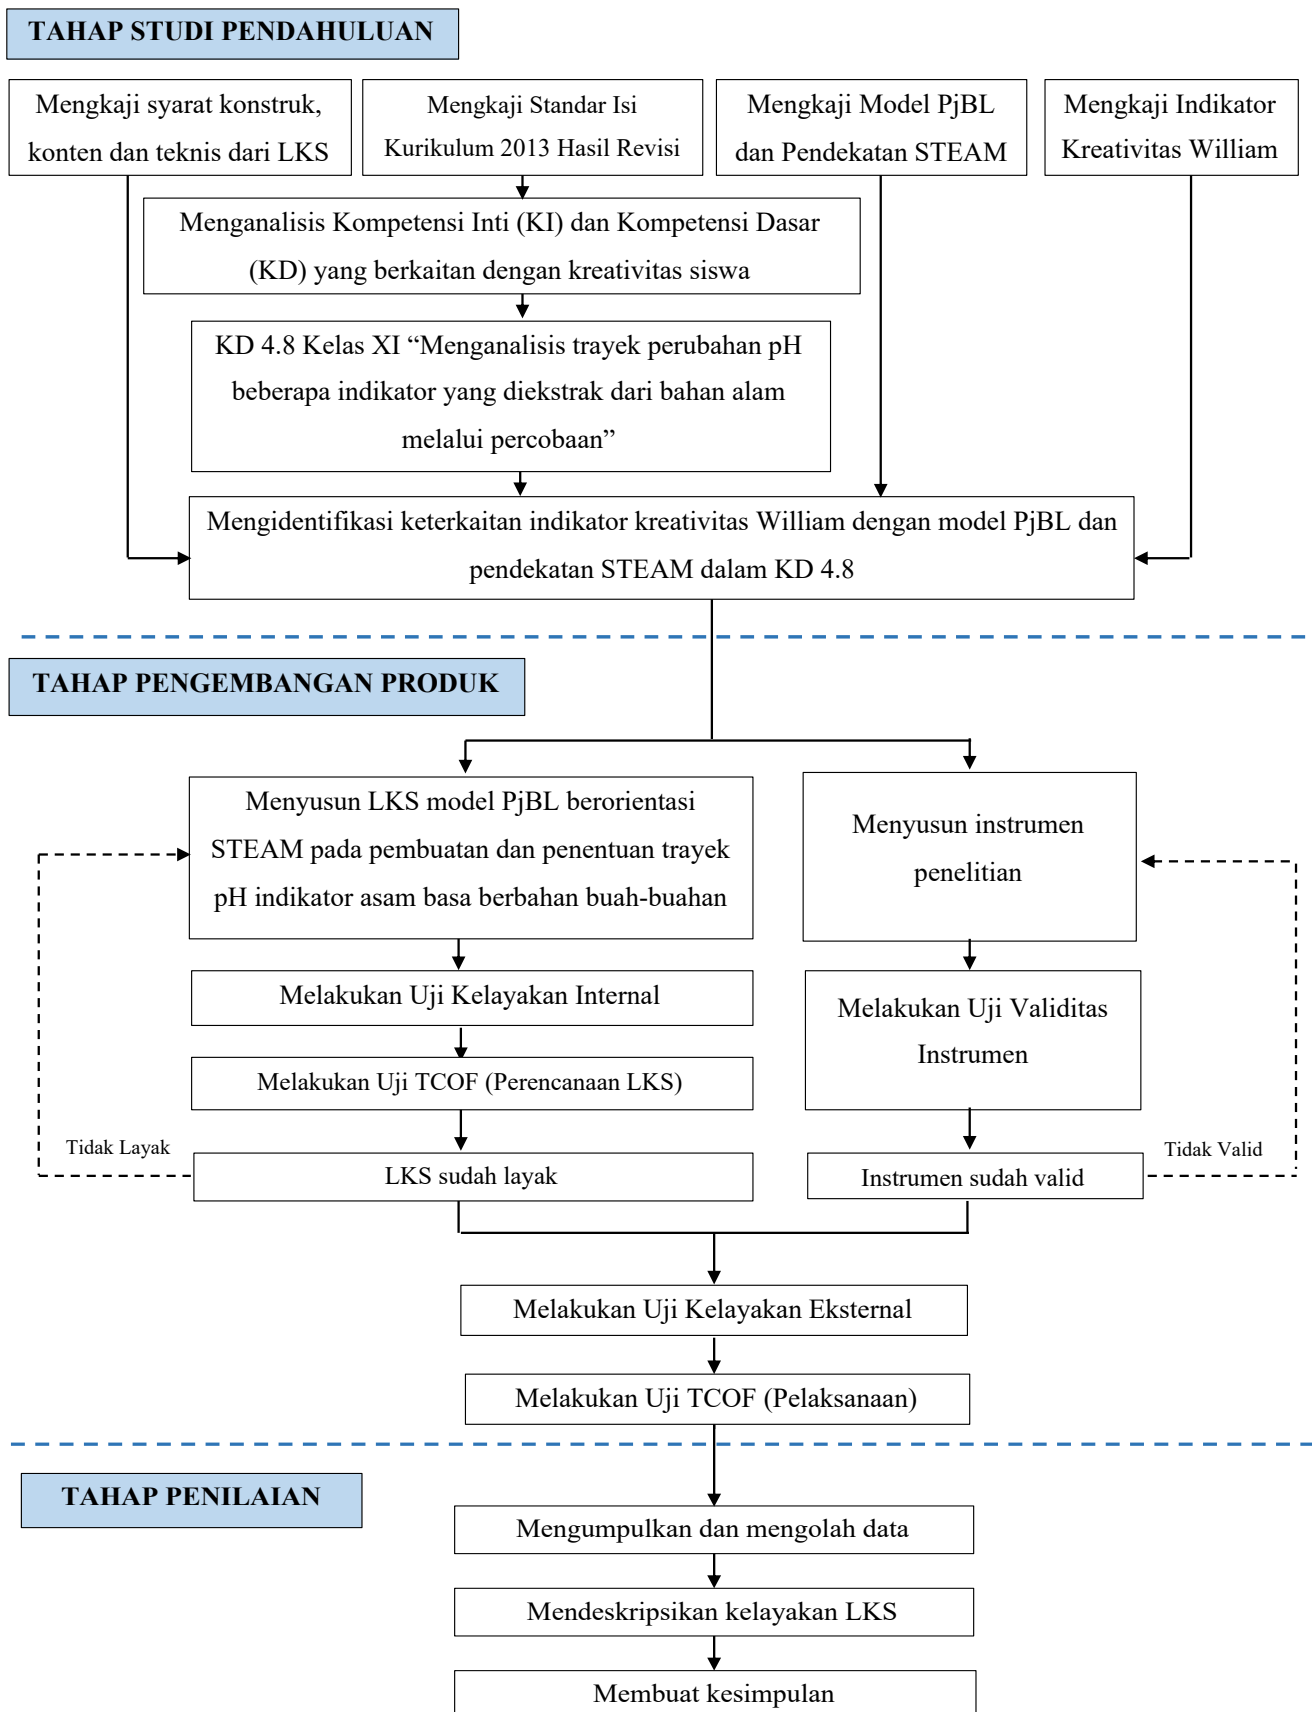 TAHAP STUDI PENDAHULUAN
Mengkaji syarat konstruk,
konten dan teknis dari LKS
Mengkaji Standar Isi
Kurikulum 2013 Hasil Revisi
Mengkaji Model PjBL
dan Pendekatan STEAM
Mengkaji Indikator
Kreativitas William
Menganalisis Kompetensi Inti (KI) dan Kompetensi Dasar
(KD) yang berkaitan dengan kreativitas siswa
KD 4.8 Kelas XI “Menganalisis trayek perubahan pH
beberapa indikator yang diekstrak dari bahan alam
melalui percobaan”
Mengidentifikasi keterkaitan indikator kreativitas William dengan model PjBL dan
pendekatan STEAM dalam KD 4.8
TAHAP PENGEMBANGAN PRODUK
Menyusun LKS model PjBL berorientasi
STEAM pada pembuatan dan penentuan trayek
pH indikator asam basa berbahan buah-buahan
Menyusun instrumen
penelitian
Melakukan Uji Kelayakan Internal
Melakukan Uji Validitas
Instrumen
Melakukan Uji TCOF (Perencanaan LKS)
Tidak Layak
LKS sudah layak
Instrumen sudah valid
Tidak Valid
Melakukan Uji Kelayakan Eksternal
Melakukan Uji TCOF (Pelaksanaan)
TAHAP PENILAIAN
Mengumpulkan dan mengolah data
Mendeskripsikan kelayakan LKS
Membuat kesimpulan